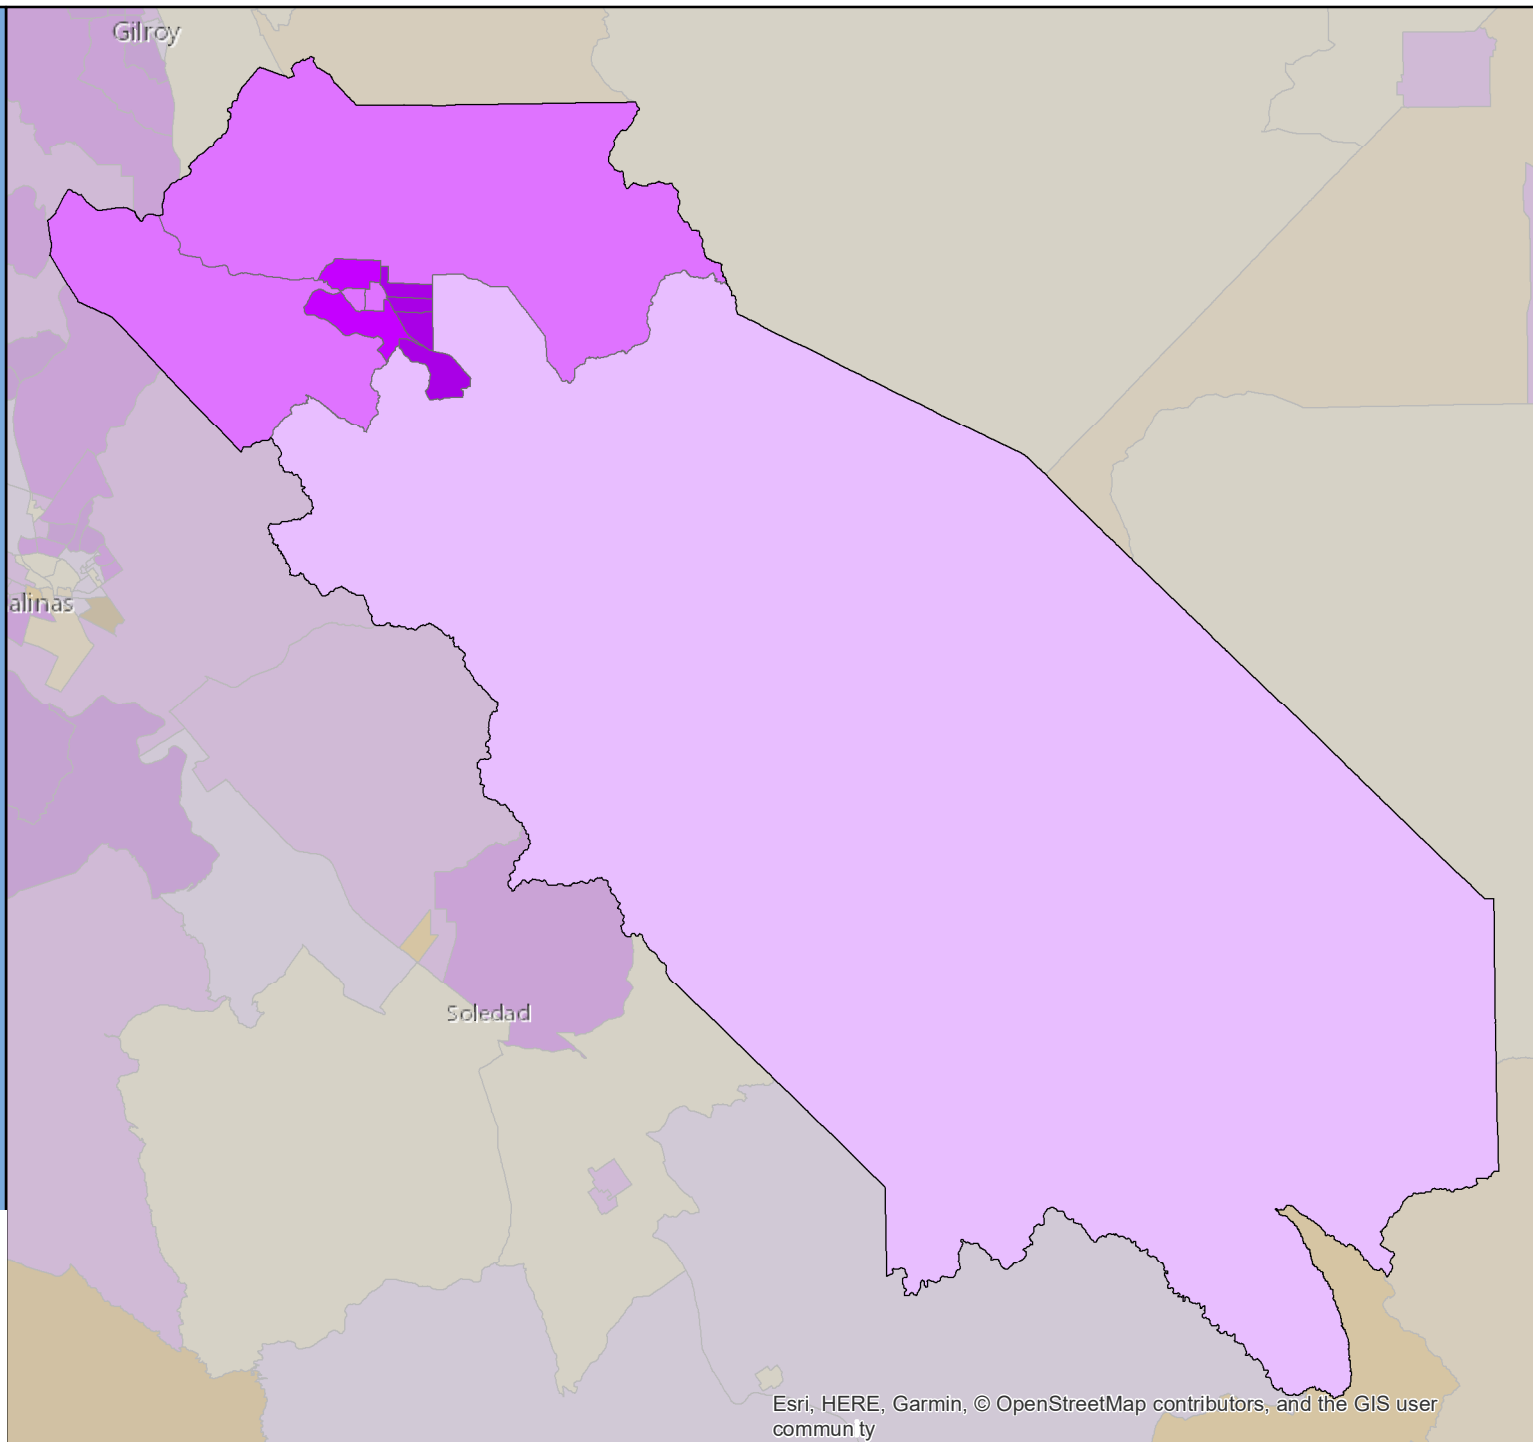 Gilroy
alinas
Soledad
Esri, HERE, Garmin, © OpenStreetMap contributors, and the GIS user
commun ty